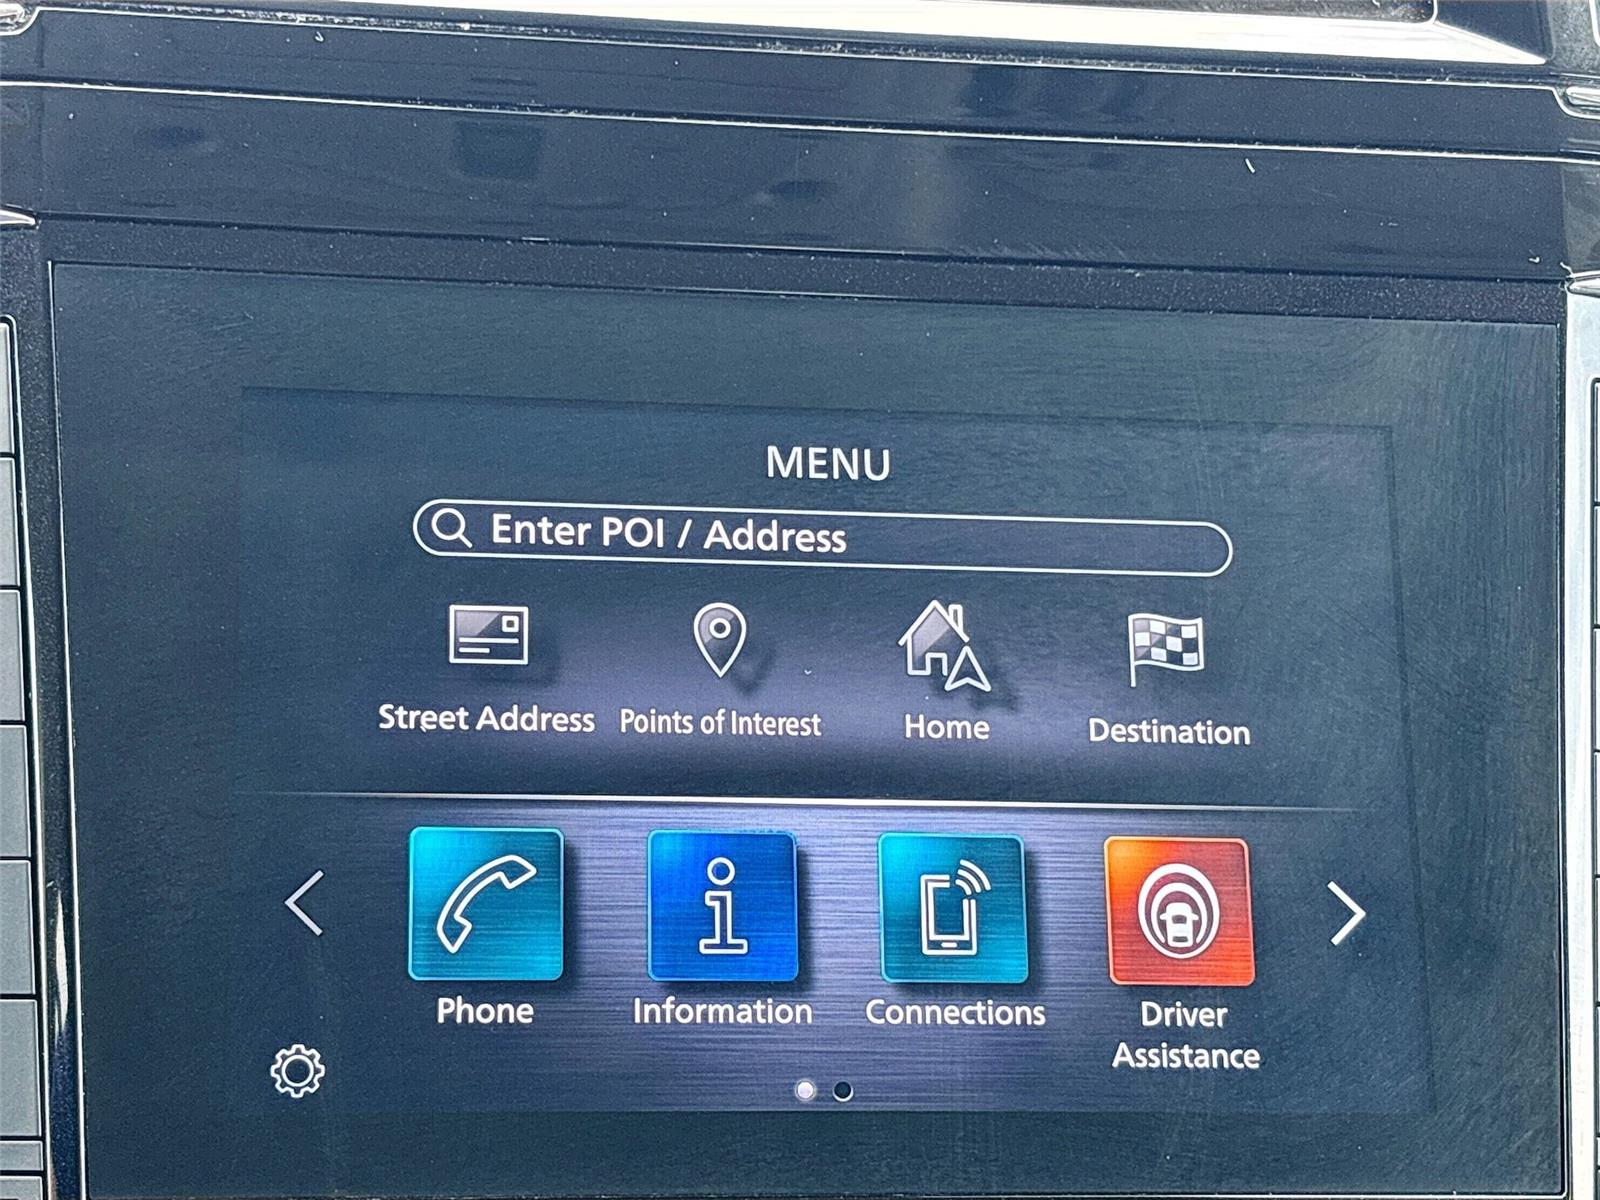 MENU
Enter POI / Address
Street Address Points of Interest Home Destination
Phone Information Connections Driver
Assistance